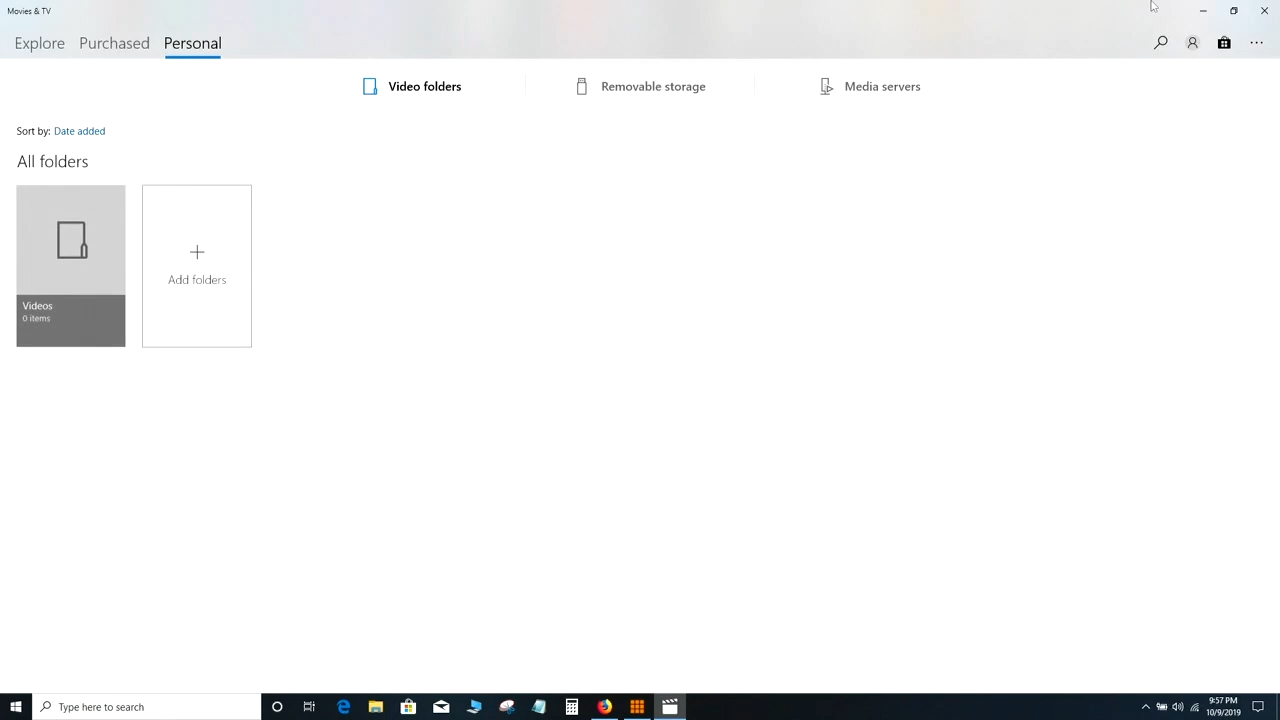 Movies & TV
Explore Purchased Personal
Video folders Removable storage Media servers
Sort by: Date added
All folders
Videos
0 items
Add folders
Type here to search
9:57 PM
10/9/2019